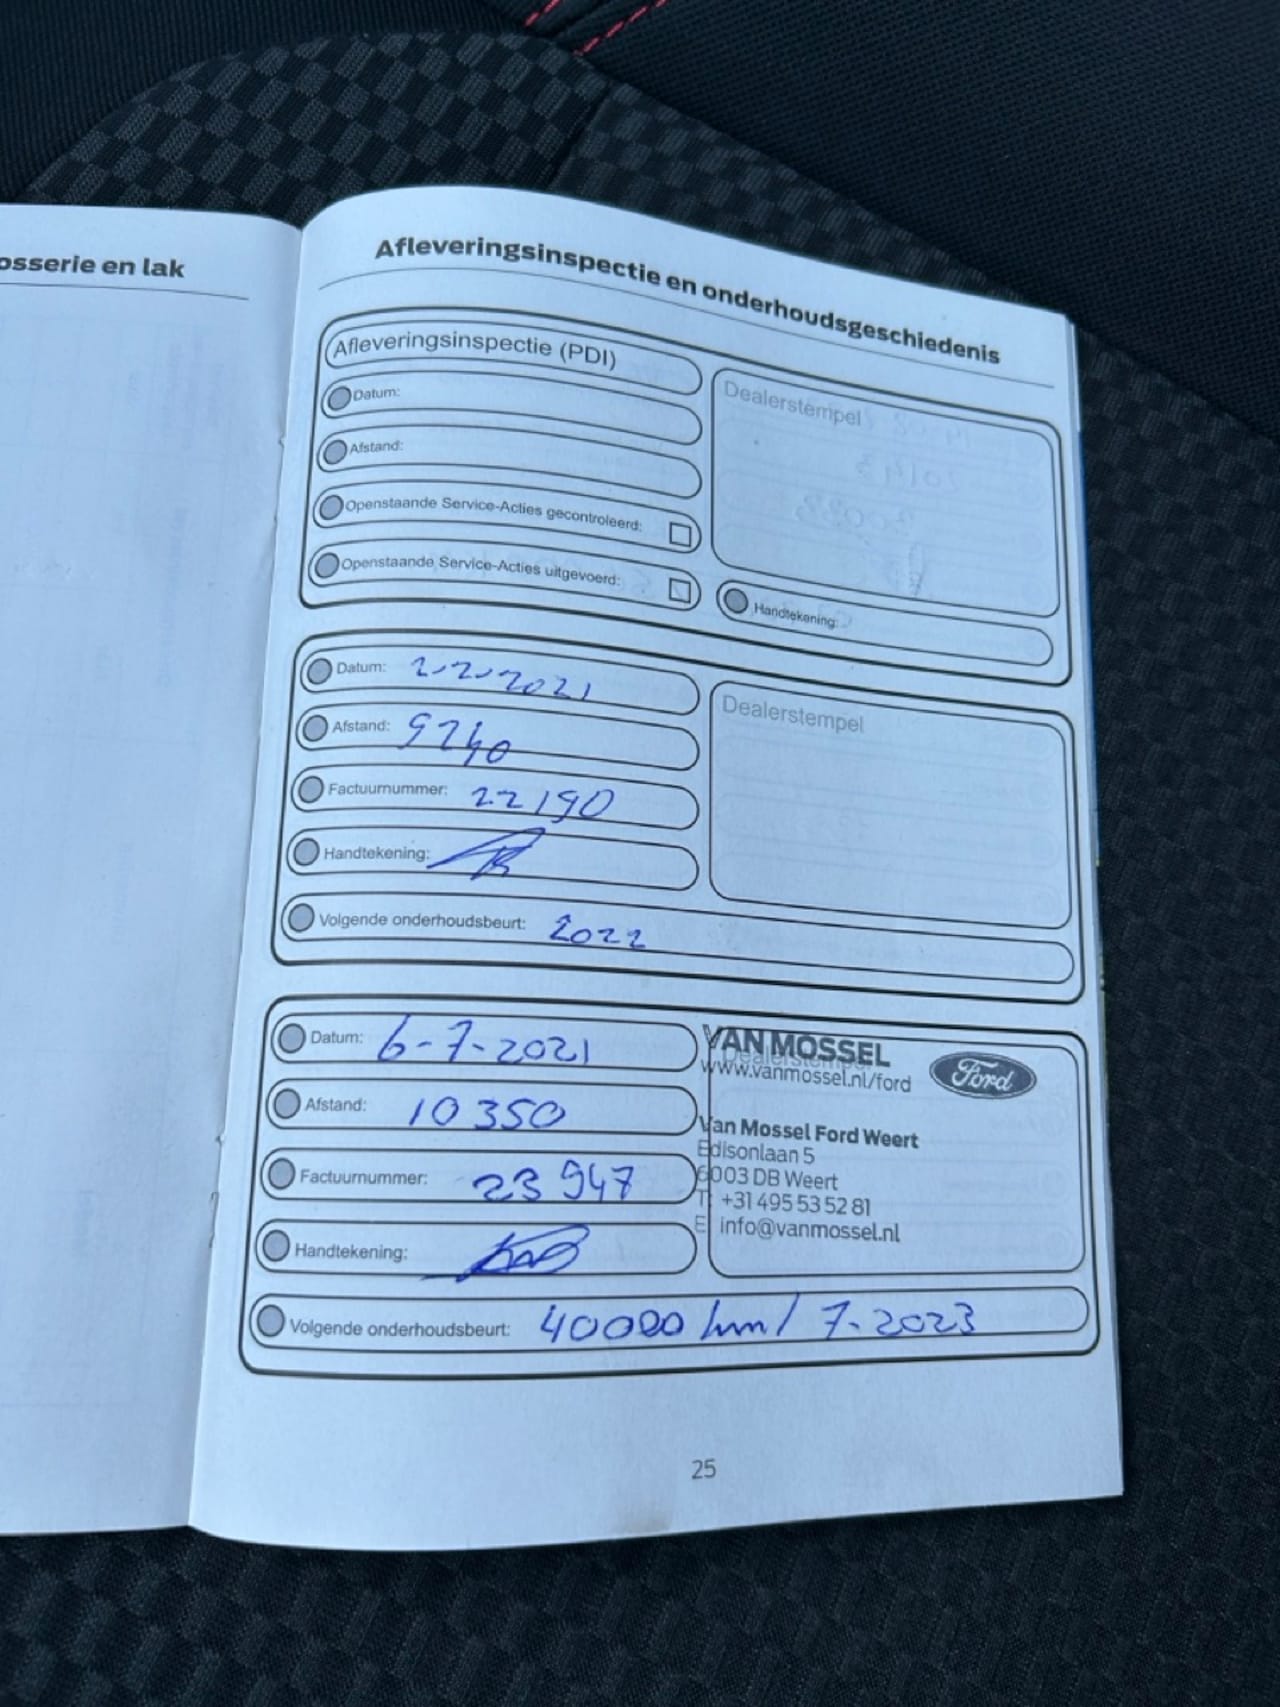 osserie en lak
Afleveringsinspectie en onderhoudsgeschiedenis
Afleveringsinspectie (PDI)
Datum:
Afstand:
Openstaande Service-Acties gecontroleerd:
Openstaande Service-Acties uitgevoerd:
Dealerstempel
Handtekening:
Datum: 2-2-2021
Afstand: 9240
Factuurnummer: 22190
Handtekening:
Volgende onderhoudsbeurt: 2022
Dealerstempel
Datum: 6-7-2021
Afstand: 10350
Factuurnummer: 23947
Handtekening:
Volgende onderhoudsbeurt: 40000 km/ 7-2023
Dealerstempel
VAN MOSSEL
www.vanmossel.nl/ford
Ford
Van Mossel Ford Weert
Edisonlaan 5
6003 DB Weert
T +31 495 53 52 81
E info@vanmossel.nl
25